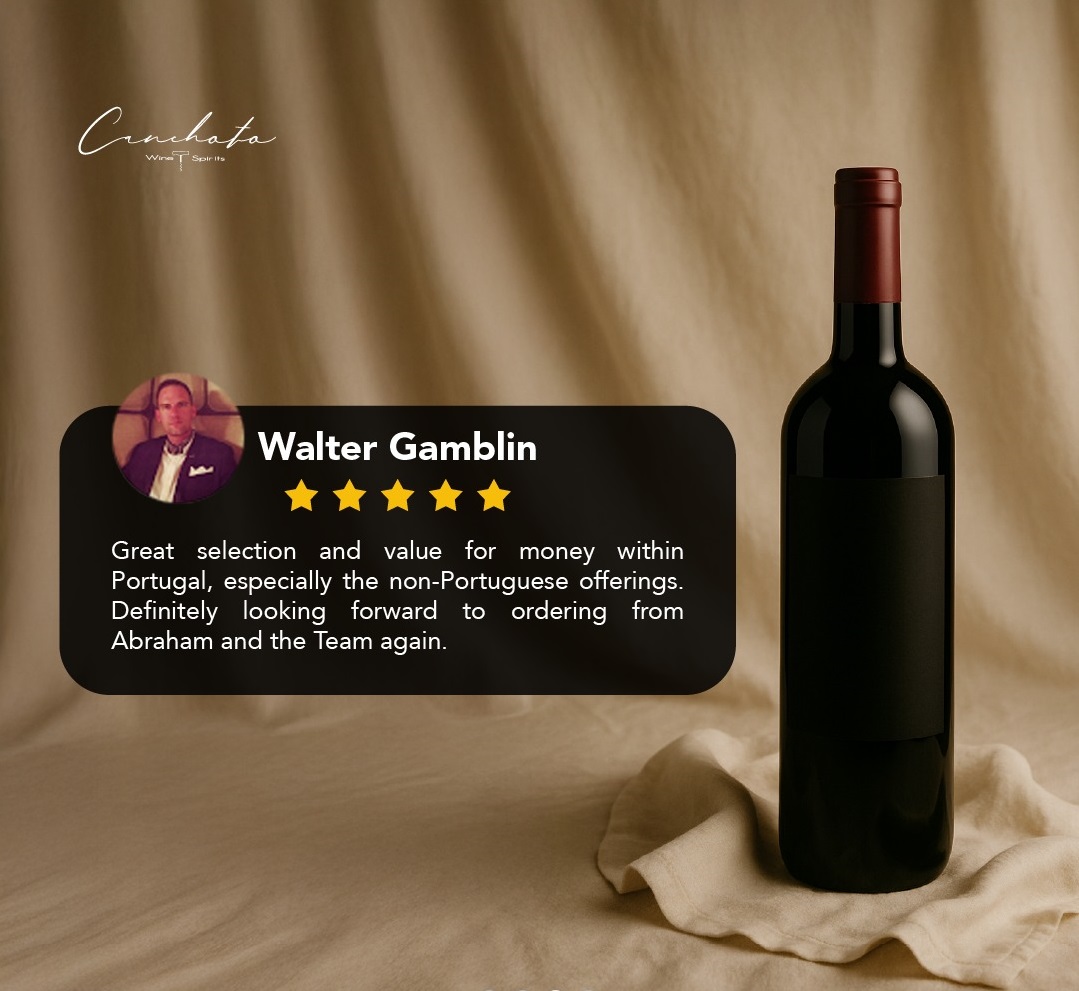 Canchoto
Wine Spirits
Walter Gamblin
Great selection and value for money within
Portugal, especially the non-Portuguese offerings.
Definitely looking forward to ordering from
Abraham and the Team again.